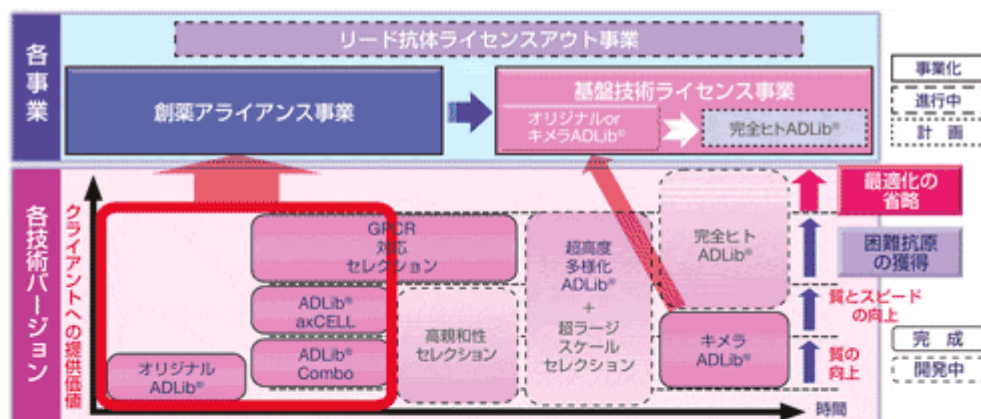 各事業
リード抗体ライセンスアウト事業
創薬アライアンス事業
基盤技術ライセンス事業
オリジナルor
キメラADLib®
完全ヒトADLib®
事業化
進行中
計 画
各技術バージョン
クライアントへの提供価値
GPCR
対応
セレクション
ADLib®
axCELL
ADLib®
Combo
オリジナル
ADLib®
高親和性
セレクション
超高度
多様化
ADLib®
+
超ラージ
スケール
セレクション
完全ヒト
ADLib®
キメラ
ADLib®
最適化の
省略
困難抗原
の獲得
質とスピード
の向上
質の
向上
完 成
開発中
時間